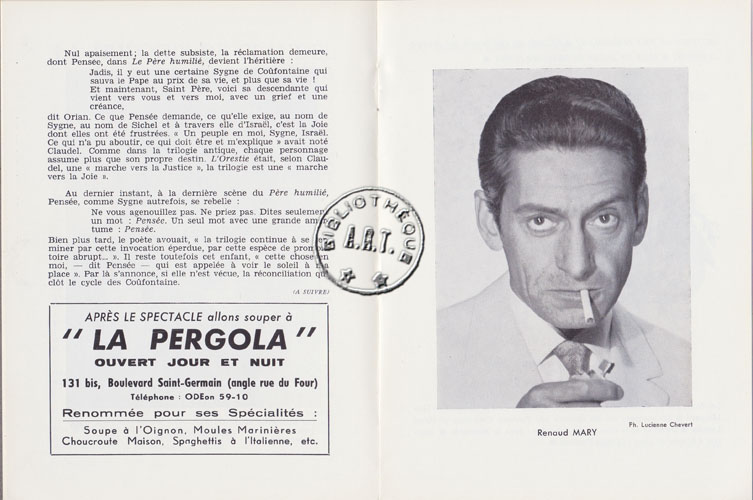 Nul apaisement ; la dette subsiste, la réclamation demeure,
dont Pensée, dans Le Père humilié, devient l'héritière :
Jadis, il y eut une certaine Sygne de Coûfontaine qui
sauva le Pape au prix de sa vie, et plus que sa vie !
Et maintenant, Saint Père, voici sa descendante qui
vient vers vous et vers moi, avec un grief et une
créance,
dit Orian. Ce que Pensée demande, ce qu'elle exige, au nom de
Sygne, au nom de Sichel et à travers elle d'Israël, c'est la Joie
dont elles ont été frustrées. « Un peuple en moi, Sygne, Israël.
Ce qui n'a pu aboutir, ce qui doit être et m'explique » avait noté
Claudel. Comme dans la trilogie antique, chaque personnage
assume plus que son propre destin. L'Orestie était, selon Clau-
del, une « marche vers la Justice », la trilogie est une « marche
vers la Joie ».
Au dernier instant, à la dernière scène du Père humilié,
Pensée, comme Sygne autrefois, se rebelle :
Ne vous agenouillez pas. Ne priez pas. Dites seulement
un mot : Pensée. Un seul mot avec une grande amer-
tume : Pensée.
Bien plus tard, le poète avouait, « la trilogie continue à se
miner par cette invocation éperdue, par cette espèce de promon
toire abrupt... ». Il reste toutefois cet enfant, « cette chose en
moi, — dit Pensée — qui est appelée à voir le soleil à
place ». Par là s'annonce, si elle n'est vécue, la réconciliation qui
clôt le cycle des Coûfontaine.
(A SUIVRE)
APRÈS LE SPECTACLE allons souper à
" LA PERGOLA "
OUVERT JOUR ET NUIT
131 bis, Boulevard Saint-Germain (angle rue du Four)
Téléphone : ODEon 59-10
Renommée pour ses Spécialités :
Soupe à l'Oignon, Moules Marinières
Choucroute Maison, Spaghettis à l'Italienne, etc.
BIBLIOTHÈQUE
A.R.T.
Ph. Lucienne Chevert
Renaud MARY